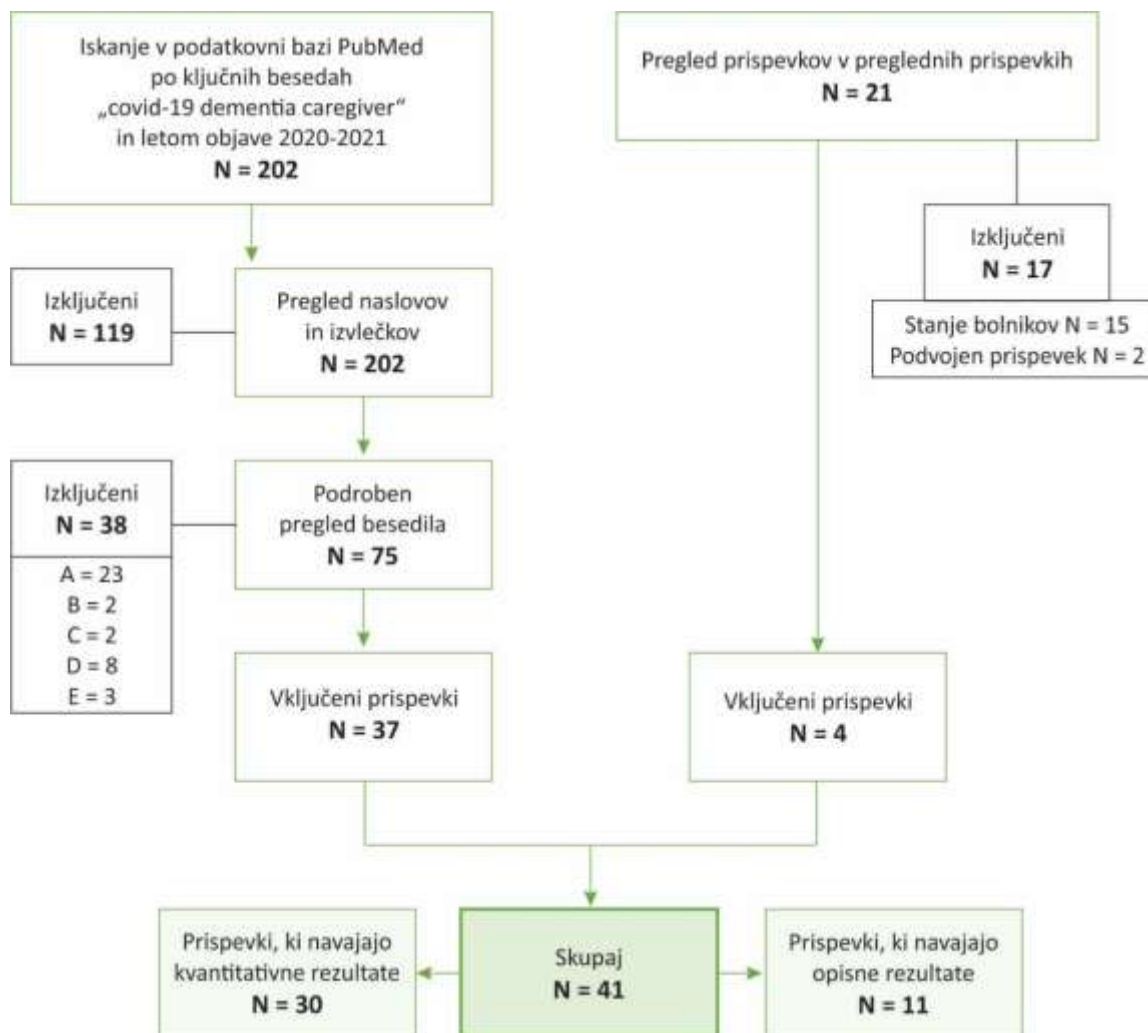 Iskanje v podatkovni bazi PubMed
po ključnih besedah
„covid-19 dementia caregiver“
in letom objave 2020-2021
N = 202
Pregled prispevkov v preglednih prispevkih
N = 21
Izključeni
N = 17
Stanje bolnikov N = 15
Podvojen prispevek N = 2
Izključeni
N = 119
Pregled naslovov
in izvlečkov
N = 202
Izključeni
N = 38
A = 23
B = 2
C = 2
D = 8
E = 3
Podroben
pregled besedila
N = 75
Vključeni prispevki
N = 37
Vključeni prispevki
N = 4
Prispevki, ki navajajo
kvantitativne rezultate
N = 30
Skupaj
N = 41
Prispevki, ki navajajo
opisne rezultate
N = 11